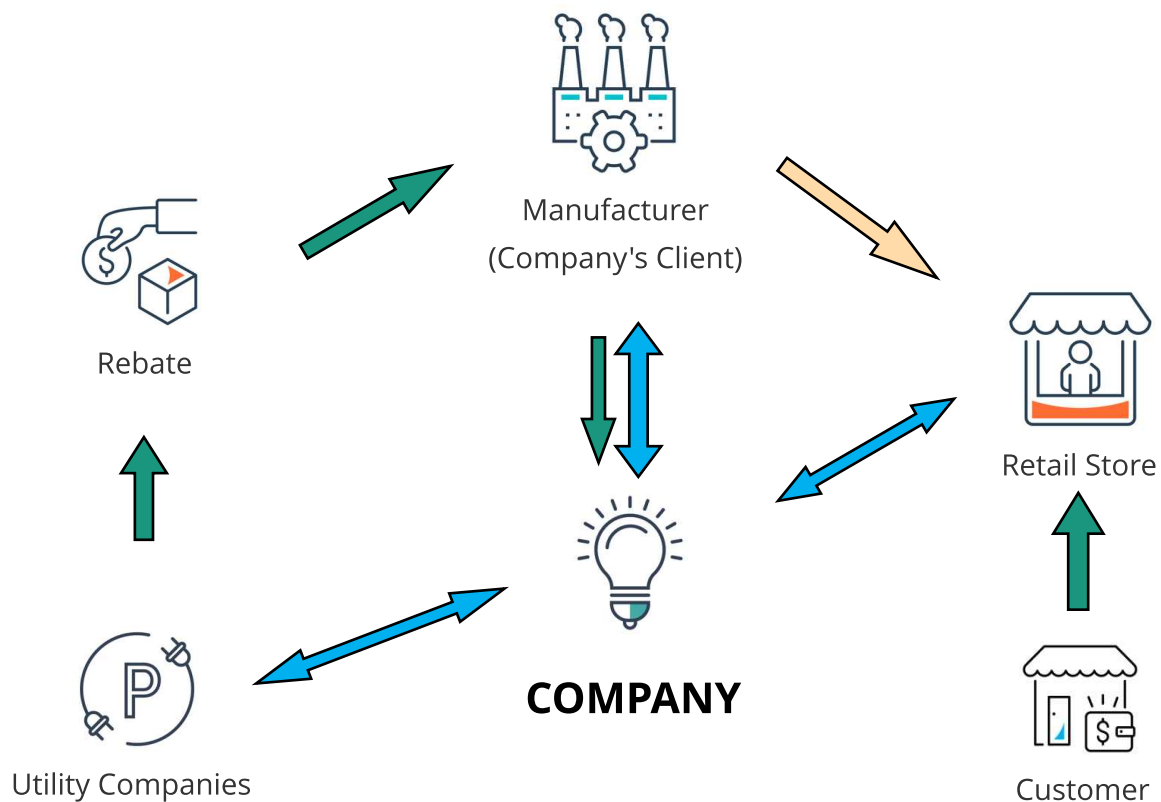 Manufacturer
(Company's Client)
$
Rebate
Retail Store
P
COMPANY
$
Utility Companies
Customer